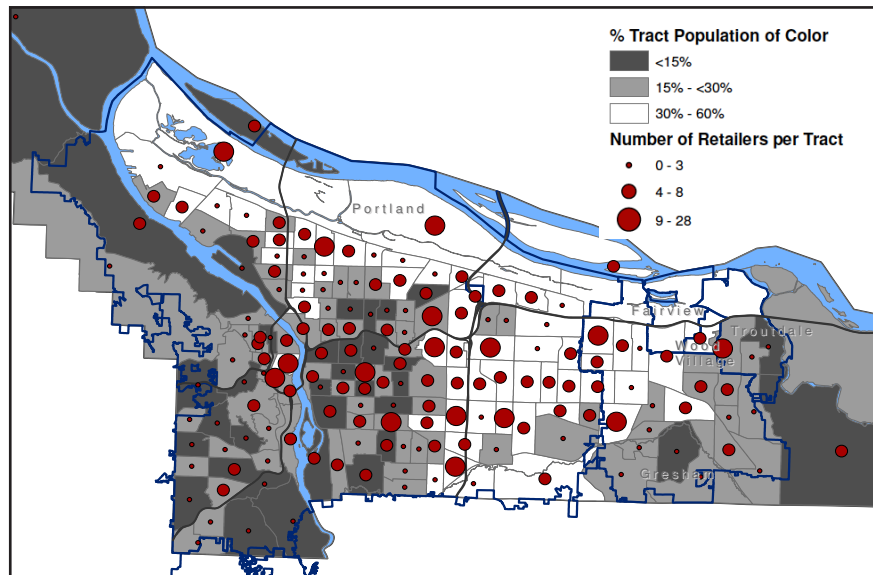 % Tract Population of Color
<15%
15% - <30%
30% - 60%
Number of Retailers per Tract
0 - 3
4 - 8
9 - 28
Portland
Fairview
Troutdale
Wood
Village
Gresham